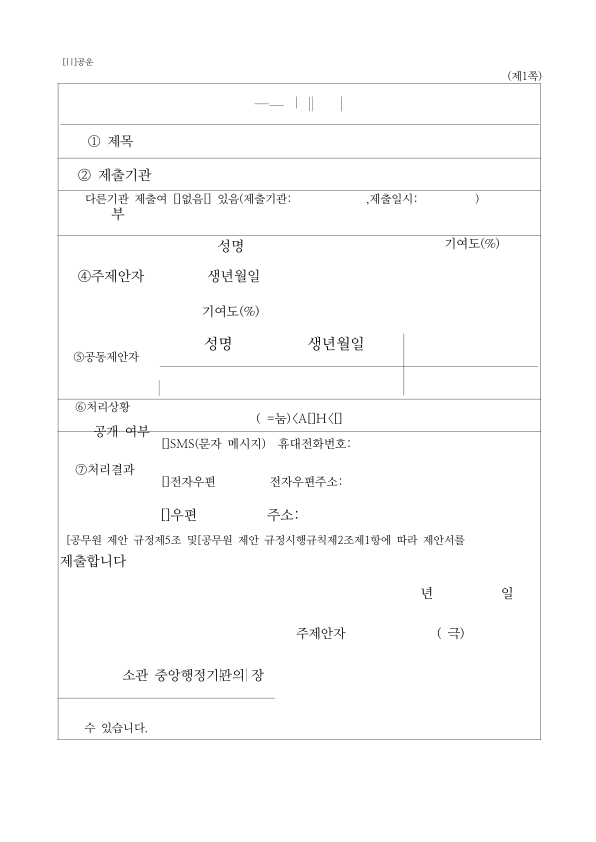 [||]공운
(제1쪽)
① 제목
② 제출기관
다른기관 제출여 []없음[] 있음(제출기관: ,제출일시: )
부
성명 기여도(%)
④주제안자 생년월일
기여도(%)
성명 생년월일
⑤공동제안자
⑥처리상황
( =눔)〈A[]H〈[]
공개 여부
[]SMS(문자 메시지) 휴대전화번호:
⑦처리결과
[]전자우편 전자우편주소:
[]우편 주소:
[공무원 제안 규정제5조 및[공무원 제안 규정시행규칙제2조제1항에 따라 제안서를
제출합니다
년 일
주제안자 ( 극)
소관 중앙행정기관의 장
수 있습니다.